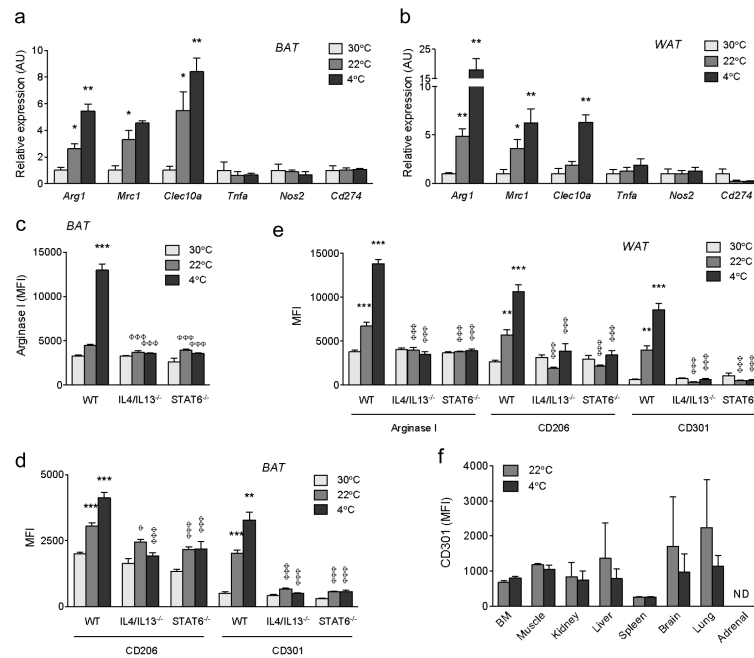 a
BAT
30°C
22°C
4°C
Relative expression (AU)
10
8
6
4
2
0
* ** * * **
Arg1 Mrc1 Clec10a Tnfa Nos2 Cd274
b
WAT
30°C
22°C
4°C
Relative expression (AU)
25
15
10
5
0
** ** * ** **
Arg1 Mrc1 Clec10a Tnfa Nos2 Cd274
c
BAT
30°C
22°C
4°C
Arginase I (MFI)
15000
10000
5000
0
***
ΦΦΦ ΦΦΦ ΦΦΦ ΦΦΦ
WT IL4/IL13-/- STAT6-/-
e
WAT
30°C
22°C
4°C
MFI
15000
10000
5000
0
*** *** ** *** ** ***
WT IL4/IL13-/- STAT6-/- WT IL4/IL13-/- STAT6-/- WT IL4/IL13-/- STAT6-/-
Arginase I CD206 CD301
d
BAT
30°C
22°C
4°C
MFI
5000
2500
0
*** *** *** **
WT IL4/IL13-/- STAT6-/- WT IL4/IL13-/- STAT6-/-
CD206 CD301
f
22°C
4°C
CD301 (MFI)
4000
3000
2000
1000
0
ND
BM Muscle Kidney Liver Spleen Brain Lung Adrenal